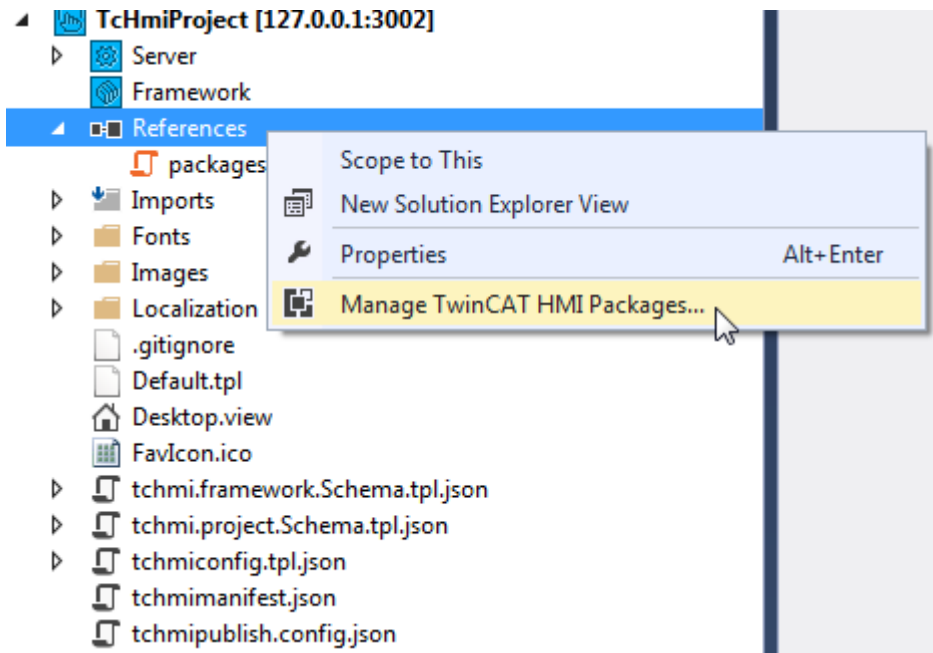 TcHmiProject [127.0.0.1:3002]
Server
Framework
References
Scope to This
packages
Imports
New Solution Explorer View
Fonts
Properties Alt+Enter
Images
Localization
Manage TwinCAT HMI Packages...
.gitignore
Default.tpl
Desktop.view
FavIcon.ico
tchmi.framework.Schema.tpl.json
tchmi.project.Schema.tpl.json
tchmiconfig.tpl.json
tchmimanifest.json
tchmipublish.config.json